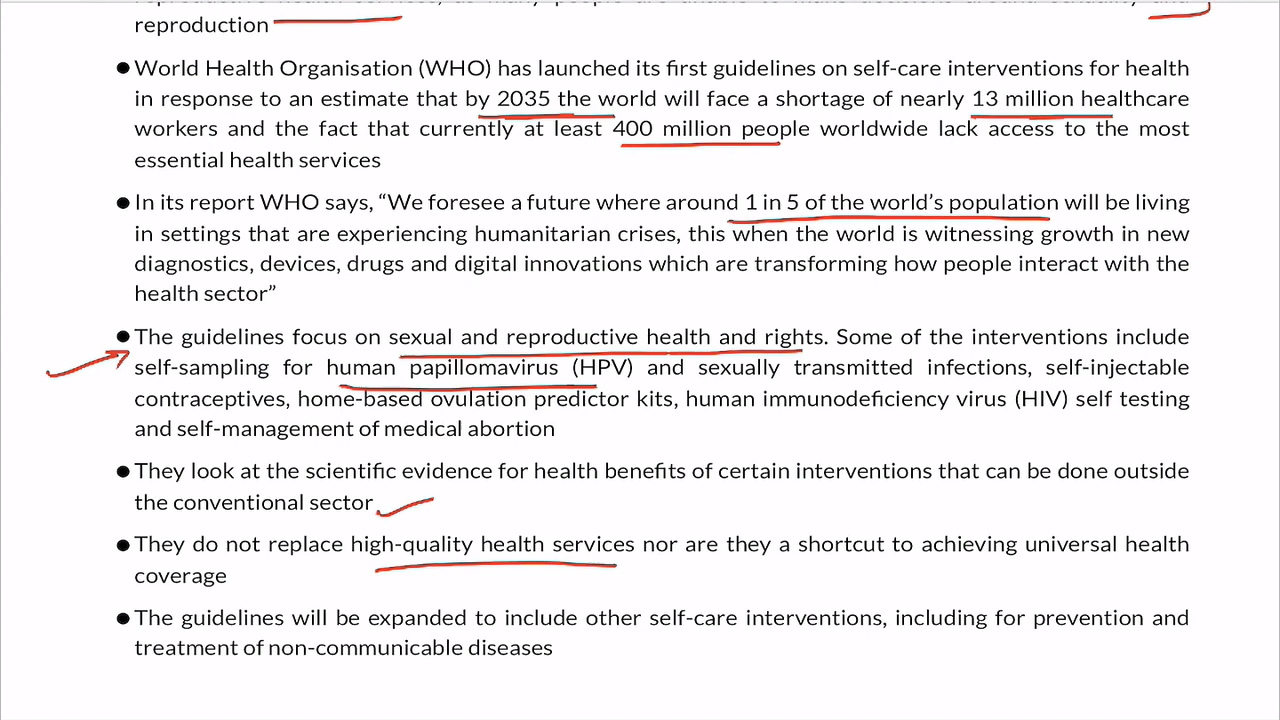 reproduction
●World Health Organisation (WHO) has launched its first guidelines on self-care interventions for health
in response to an estimate that by 2035 the world will face a shortage of nearly 13 million healthcare
workers and the fact that currently at least 400 million people worldwide lack access to the most
essential health services
●In its report WHO says, “We foresee a future where around 1 in 5 of the world’s population will be living
in settings that are experiencing humanitarian crises, this when the world is witnessing growth in new
diagnostics, devices, drugs and digital innovations which are transforming how people interact with the
health sector”
●The guidelines focus on sexual and reproductive health and rights. Some of the interventions include
self-sampling for human papillomavirus (HPV) and sexually transmitted infections, self-injectable
contraceptives, home-based ovulation predictor kits, human immunodeficiency virus (HIV) self testing
and self-management of medical abortion
●They look at the scientific evidence for health benefits of certain interventions that can be done outside
the conventional sector
●They do not replace high-quality health services nor are they a shortcut to achieving universal health
coverage
●The guidelines will be expanded to include other self-care interventions, including for prevention and
treatment of non-communicable diseases